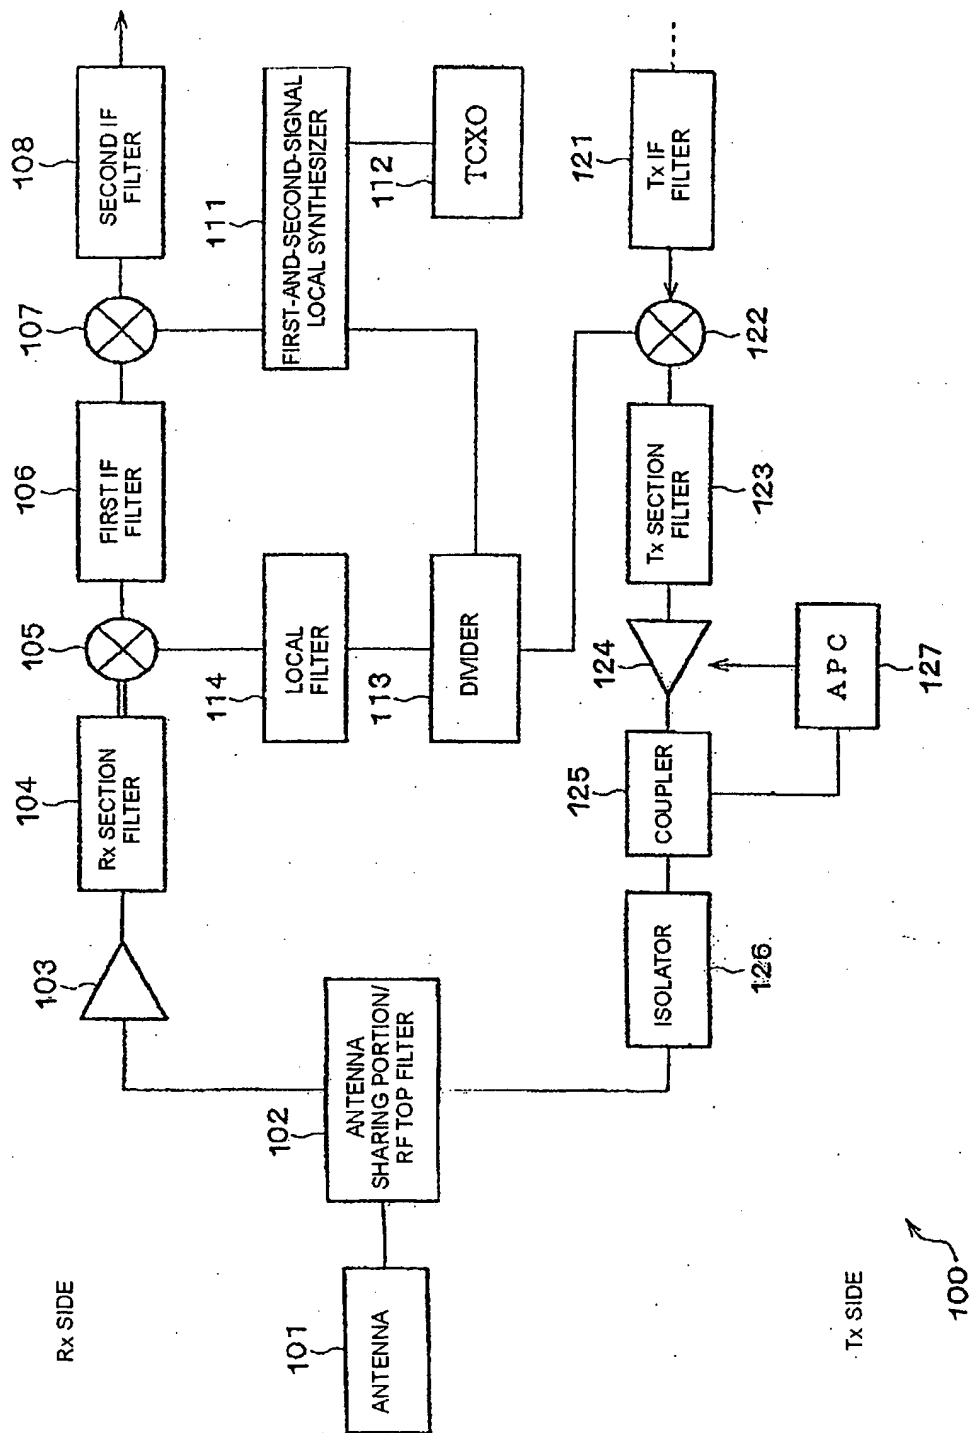 Rx SIDE
101
ANTENNA
102
ANTENNA
SHARING PORTION/
RF TOP FILTER
103
104
Rx SECTION
FILTER
105
106
FIRST IF
FILTER
107
108
SECOND IF
FILTER
114
LOCAL
FILTER
111
FIRST-AND-SECOND-SIGNAL
LOCAL SYNTHESIZER
113
DIVIDER
112
TCXO
126
ISOLATOR
125
COUPLER
124
123
Tx SECTION
FILTER
122
121
Tx IF
FILTER
127
APC
Tx SIDE
100